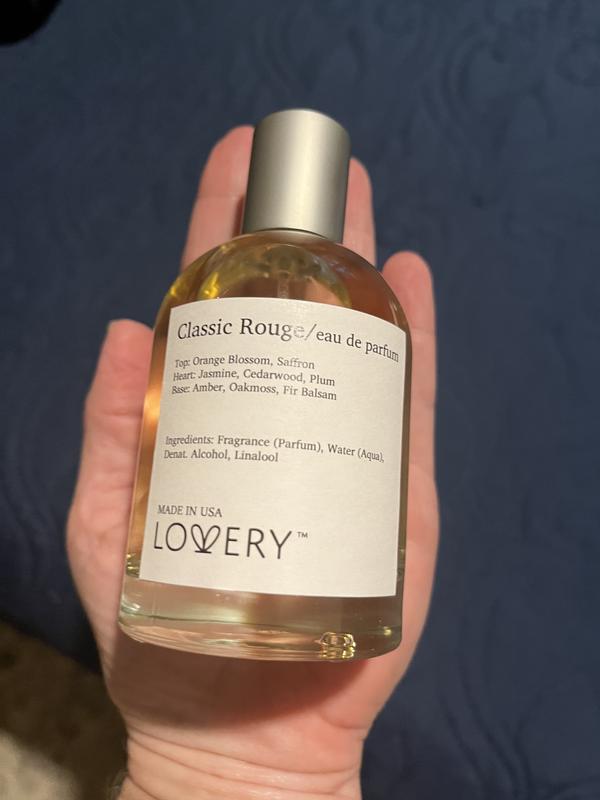 Classic Rouge/eau de parfum
Top: Orange Blossom, Saffron
Heart: Jasmine, Cedarwood, Plum
Base: Amber, Oakmoss, Fir Balsam
Ingredients: Fragrance (Parfum), Water (Aqua),
Denat. Alcohol, Linalool
MADE IN USA
LOVERY™